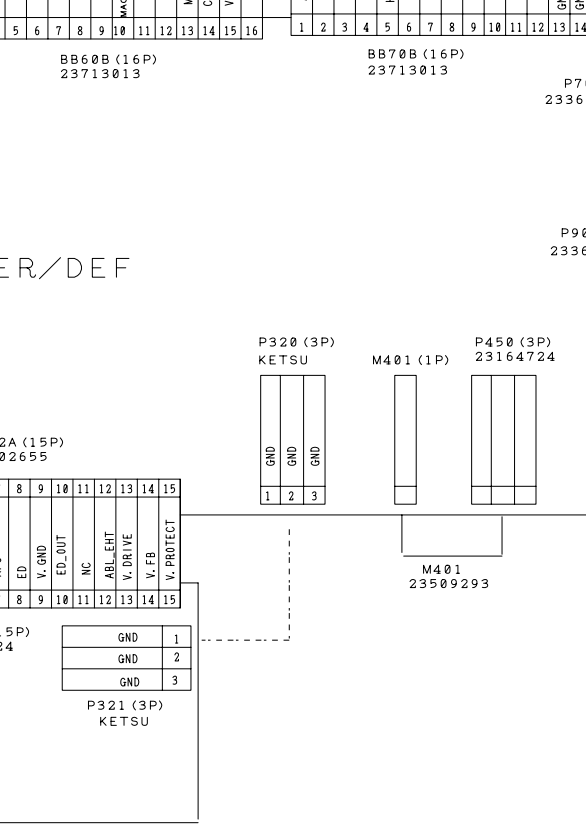 5 6 7 8 9 10 11 12 13 14 15 16
1 2 3 4 5 6 7 8 9 10 11 12 13 14
BB60B (16P)
23713013
BB70B (16P)
23713013
ER/DEF
P320 (3P)
KETSU
M401 (1P)
P450 (3P)
23164724
GND GND GND
1 2 3
2A (15P)
02655
8 9 10 11 12 13 14 15
ED
V.GND
ED_OUT
NC
ABL_EHT
V.DRIVE
V.FB
V.PROTECT
8 9 10 11 12 13 14 15
M401
23509293
GND 1
GND 2
GND 3
P321 (3P)
KETSU